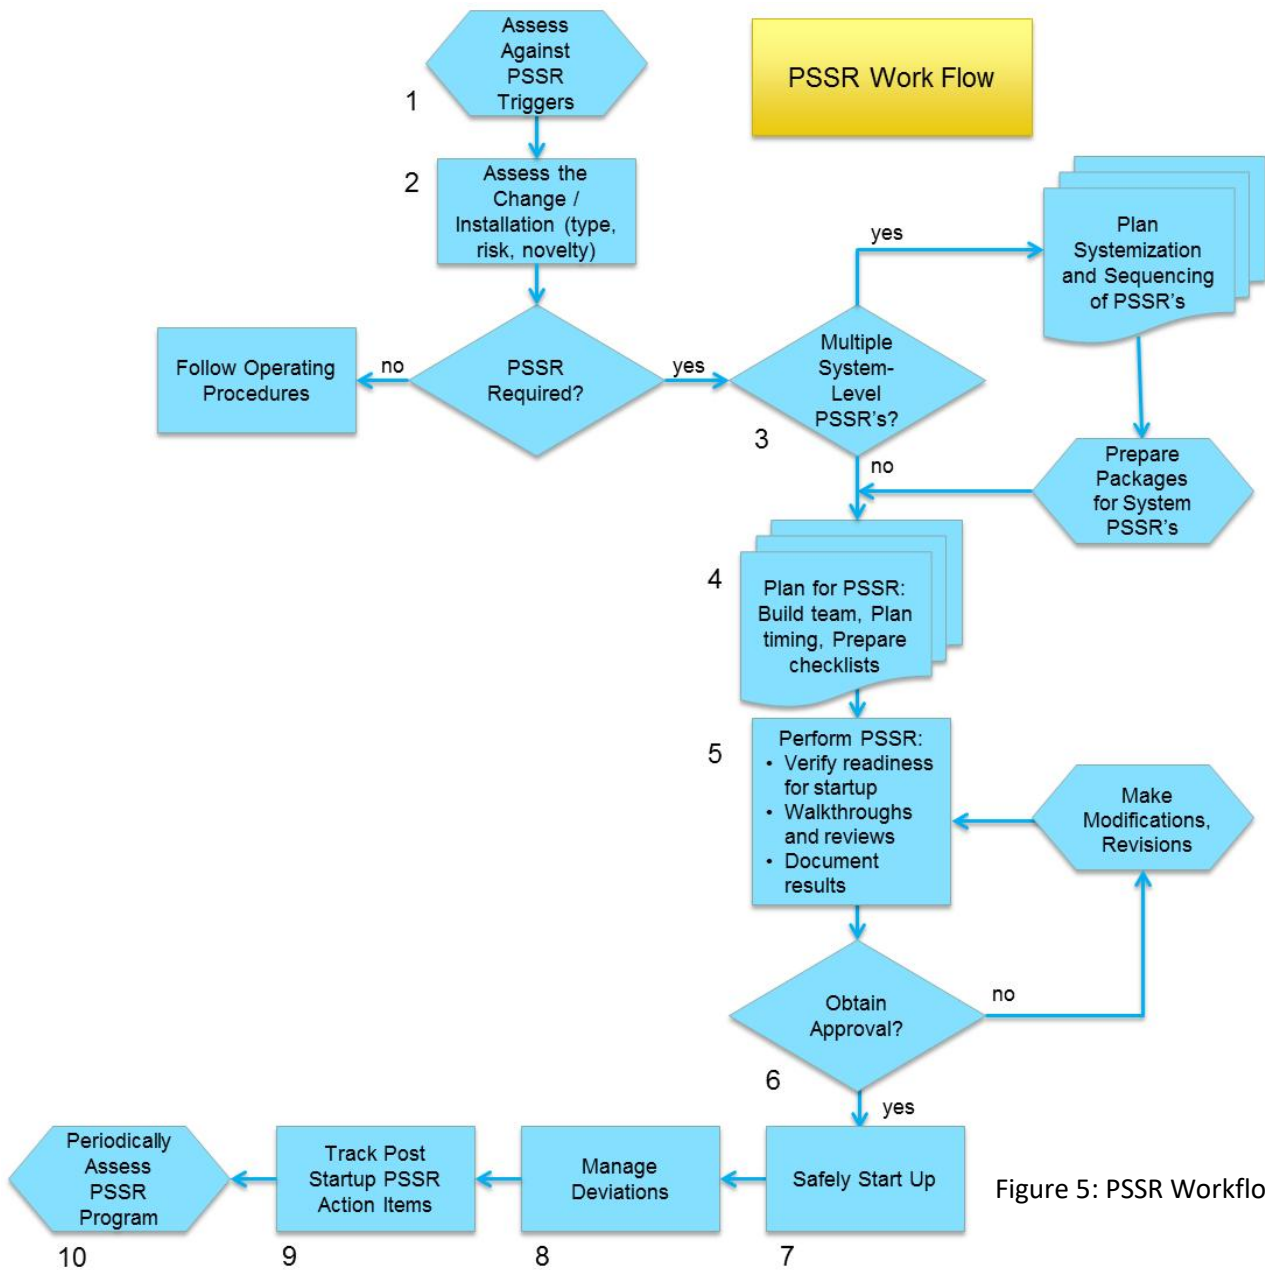 Assess
Against
PSSR
Triggers
1
PSSR Work Flow
2
Assess the
Change /
Installation (type,
risk, novelty)
yes
Plan
Systemization
and Sequencing
of PSSR's
Follow Operating
Procedures
no
PSSR
Required?
yes
Multiple
System-
Level
PSSR's?
3
no
Prepare
Packages
for System
PSSR's
4
Plan for PSSR:
Build team, Plan
timing, Prepare
checklists
5
Perform PSSR:
• Verify readiness
for startup
• Walkthroughs
and reviews
• Document
results
Make
Modifications,
Revisions
Obtain
Approval?
no
6
yes
Periodically
Assess
PSSR
Program
Track Post
Startup PSSR
Action Items
Manage
Deviations
Safely Start Up
Figure 5: PSSR Workflo
10
9
8
7